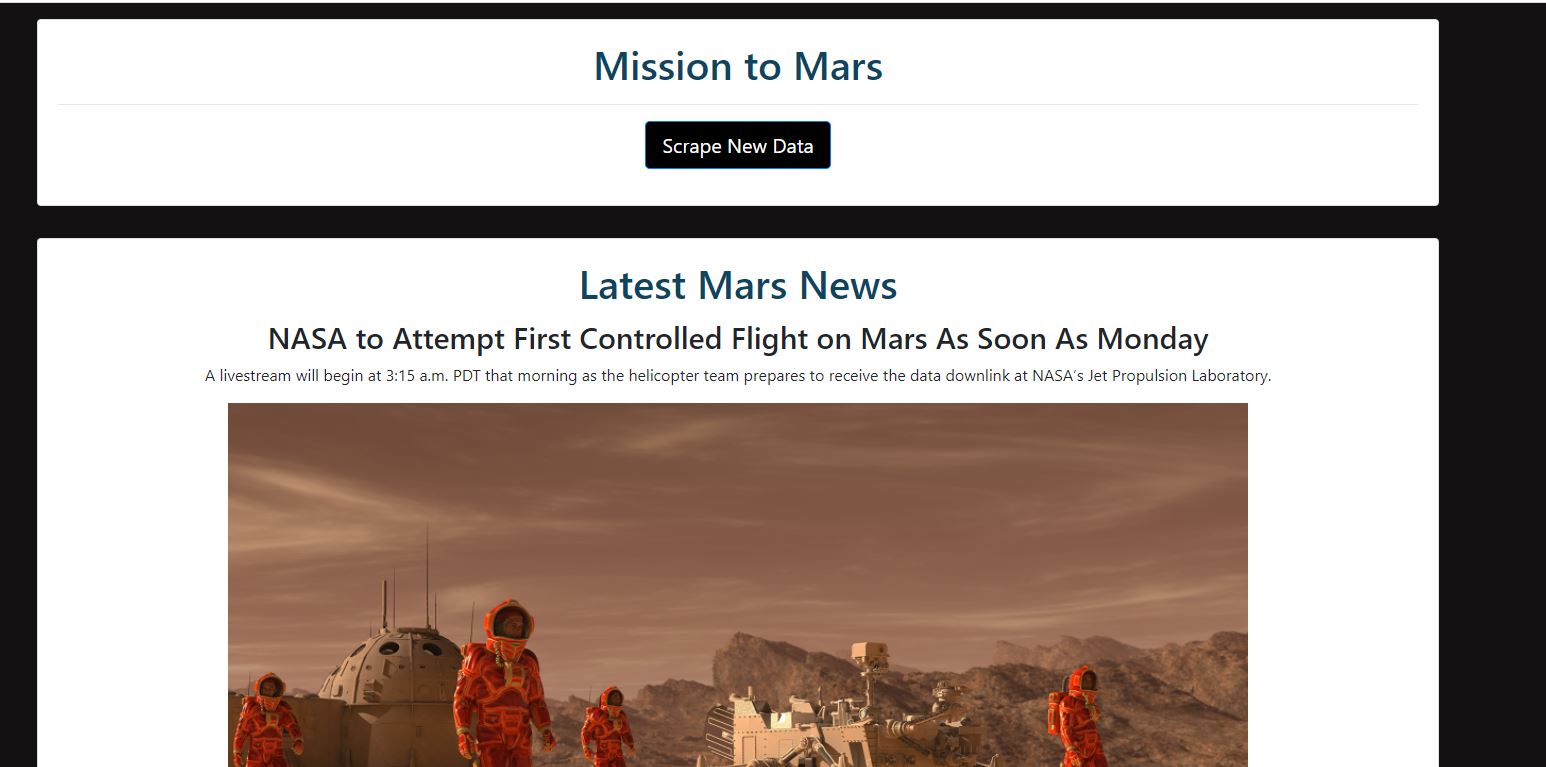 Mission to Mars
Scrape New Data
Latest Mars News
NASA to Attempt First Controlled Flight on Mars As Soon As Monday
A livestream will begin at 3:15 a.m. PDT that morning as the helicopter team prepares to receive the data downlink at NASA’s Jet Propulsion Laboratory.